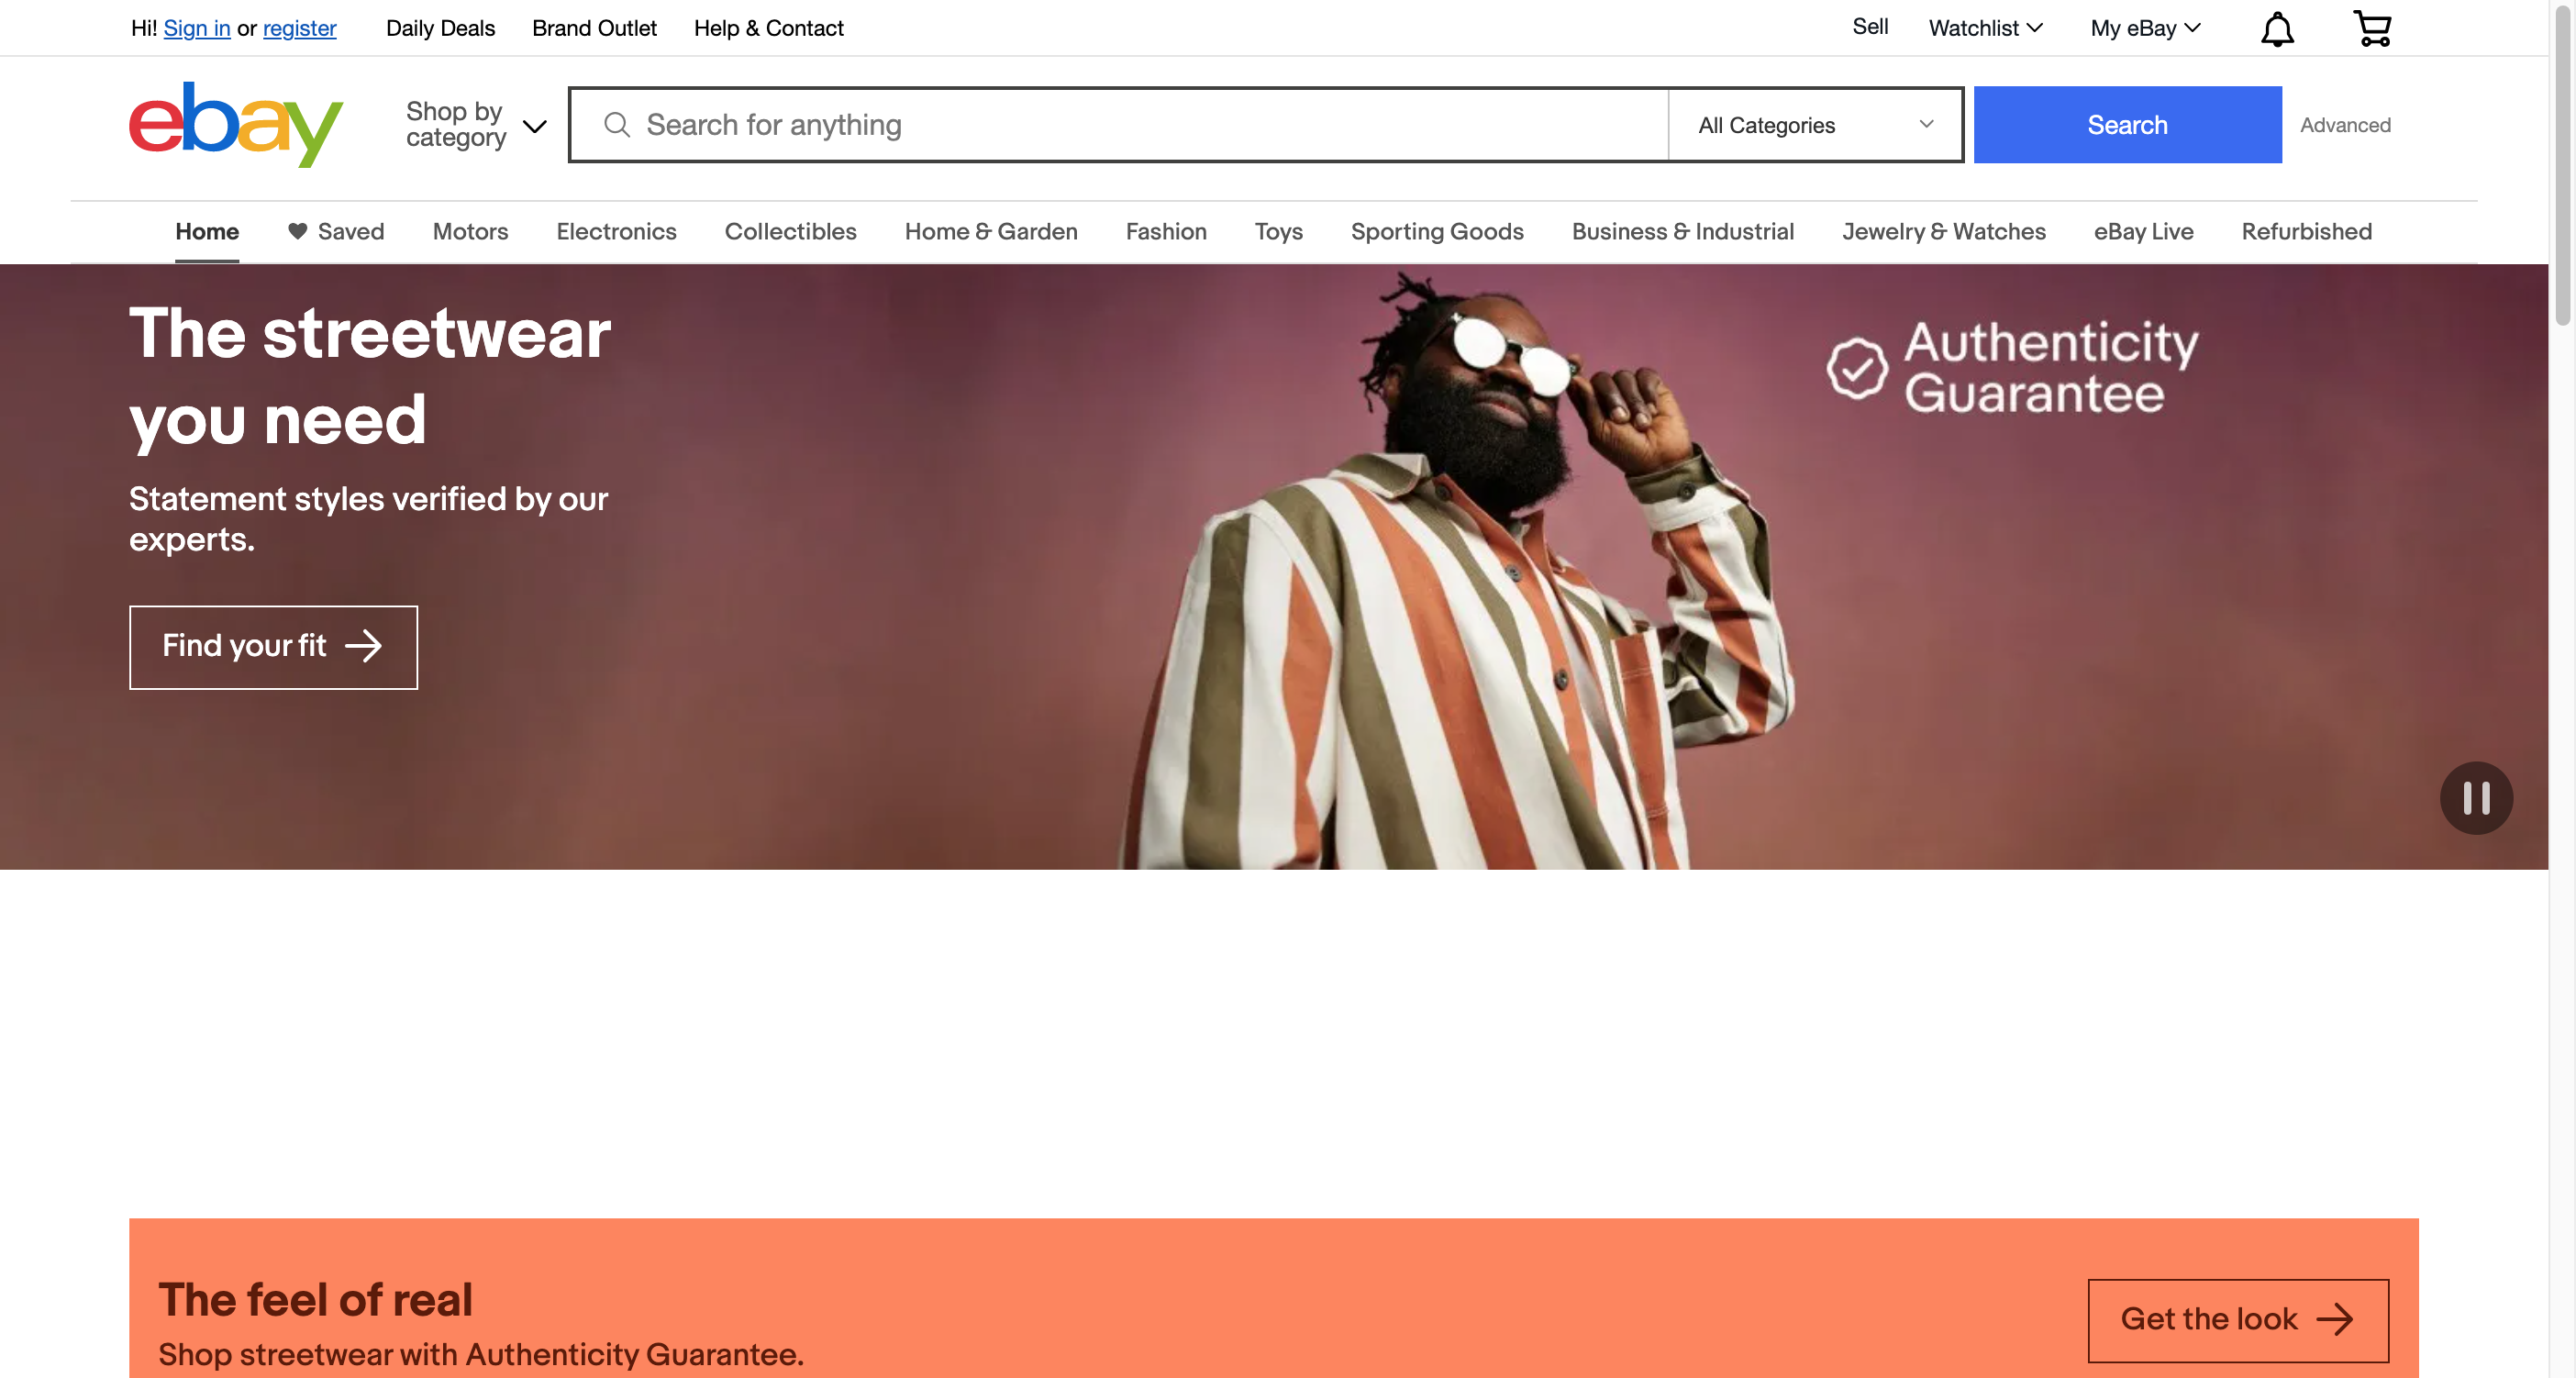 Hi! Sign in or register Daily Deals Brand Outlet Help & Contact Sell Watchlist My eBay
ebay
Shop by
category
Search for anything
All Categories
Search
Advanced
Home Saved Motors Electronics Collectibles Home & Garden Fashion Toys Sporting Goods Business & Industrial Jewelry & Watches eBay Live Refurbished
The streetwear
you need
Statement styles verified by our
experts.
Find your fit
Authenticity
Guarantee
The feel of real
Shop streetwear with Authenticity Guarantee.
Get the look